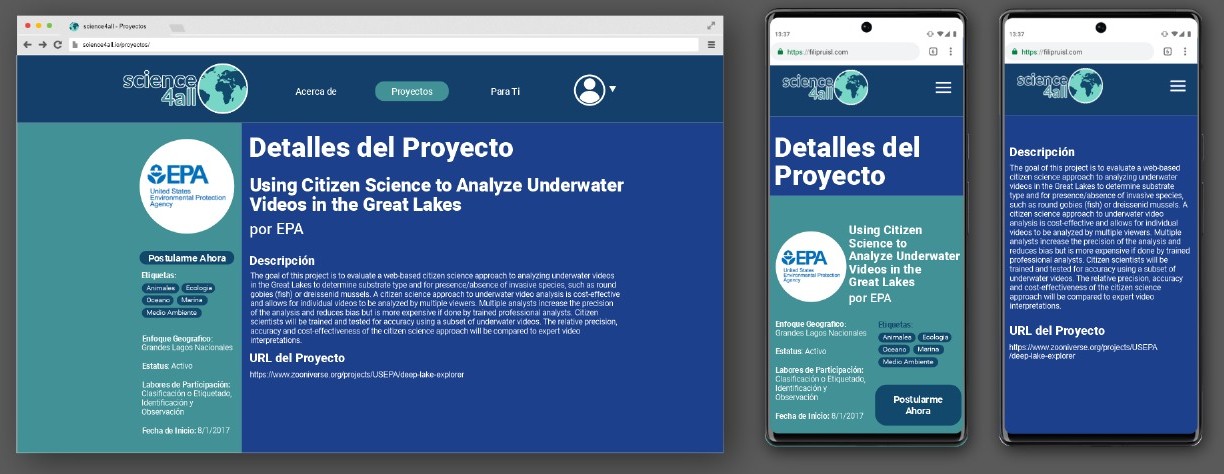 science4all - Proyectos
science4all.io/proyectos/
science
4all
Acerca de
Proyectos
Para Ti
EPA
United States
Environmental Protection
Agency
Postularme Ahora
Etiquetas:
Animales Ecologia
Oceano Marina
Medio Ambiente
Enfoque Geografico:
Grandes Lagos Nacionales
Estatus: Activo
Labores de Participación:
Clasificación o Etiquetado,
Identificación y
Observación
Fecha de Inicio: 8/1/2017
Detalles del Proyecto
Using Citizen Science to Analyze Underwater
Videos in the Great Lakes
por EPA
Descripción
The goal of this project is to evaluate a web-based citizen science approach to analyzing underwater videos
in the Great Lakes to determine substrate type and for presence/absence of invasive species, such as round
gobies (fish) or dreissenid mussels. A citizen science approach to underwater video analysis is cost-effective
and allows for individual videos to be analyzed by multiple viewers. Multiple analysts increase the precision
of the analysis and reduces bias but is more expensive if done by trained professional analysts. Citizen
scientists will be trained and tested for accuracy using a subset of underwater videos. The relative precision,
accuracy and cost-effectiveness of the citizen science approach will be compared to expert video
interpretations.
URL del Proyecto
https://www.zooniverse.org/projects/USEPA/deep-lake-explorer
13:37
https://filipruisl.com
6
science
4all
Detalles del
Proyecto
EPA
United States
Environmental Protection
Agency
Using Citizen
Science to
Analyze Underwater
Videos in the
Great Lakes
por EPA
Enfoque Geografico:
Grandes Lagos Nacionales
Estatus: Activo
Labores de Participación:
Clasificación o Etiquetado,
Identificación y
Observación
Fecha de Inicio: 8/1/2017
Etiquetas:
Animales Ecologia
Oceano Marina
Medio Ambiente
Postularme
Ahora
13:37
https://filipruisl.com
6
science
4all
Descripción
The goal of this project is to evaluate a web-based
citizen science approach to analyzing underwater
videos in the Great Lakes to determine substrate
type and for presence/absence of invasive species,
such as round gobies (fish) or dreissenid mussels. A
citizen science approach to underwater video
analysis is cost-effective and allows for individual
videos to be analyzed by multiple viewers. Multiple
analysts increase the precision of the analysis and
reduces bias but is more expensive if done by trained
professional analysts. Citizen scientists will be
trained and tested for accuracy using a subset of
underwater videos. The relative precision, accuracy
and cost-effectiveness of the citizen science
approach will be compared to expert video
interpretations.
URL del Proyecto
https://www.zooniverse.org/projects/USEPA
/deep-lake-explorer